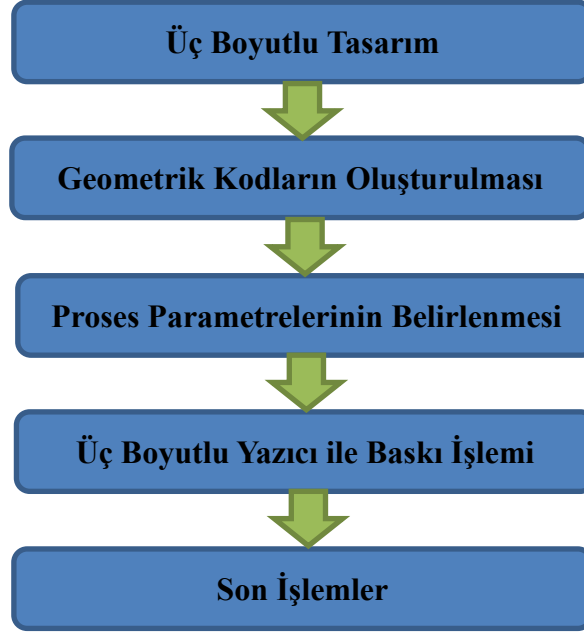 Üç Boyutlu Tasarım
Geometrik Kodların Oluşturulması
Proses Parametrelerinin Belirlenmesi
Üç Boyutlu Yazıcı ile Baskı İşlemi
Son İşlemler